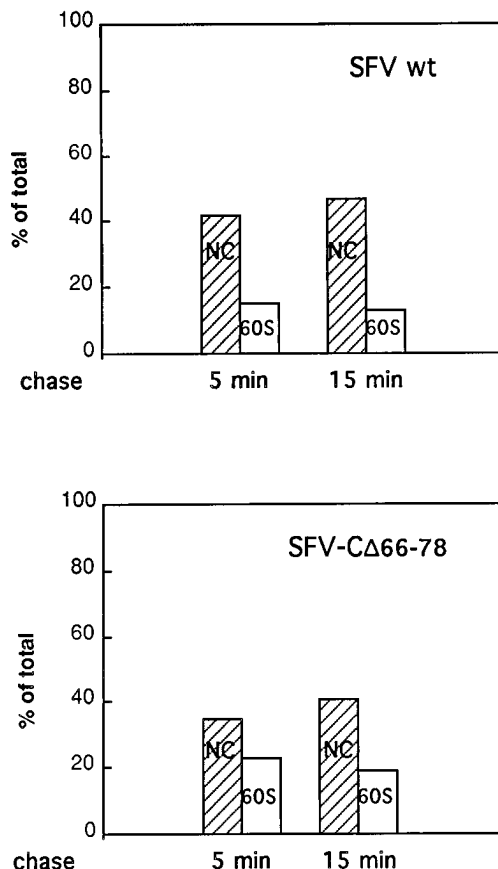 100
SFV wt
80
60
% of total
40
NC
NC
20
60S
60S
0
chase
5 min
15 min
100
SFV-CΔ66-78
80
60
% of total
40
NC
NC
20
60S
60S
0
chase
5 min
15 min